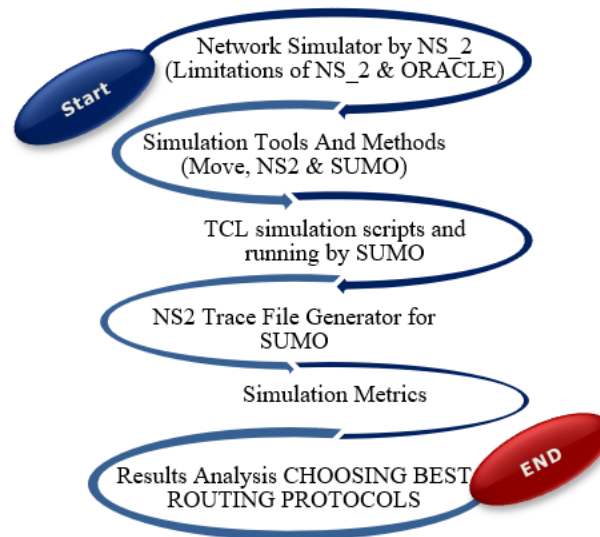 Start
Network Simulator by NS_2
(Limitations of NS_2 & ORACLE)
Simulation Tools And Methods
(Move, NS2 & SUMO)
TCL simulation scripts and
running by SUMO
NS2 Trace File Generator for
SUMO
Simulation Metrics
Results Analysis CHOOSING BEST
ROUTING PROTOCOLS
END